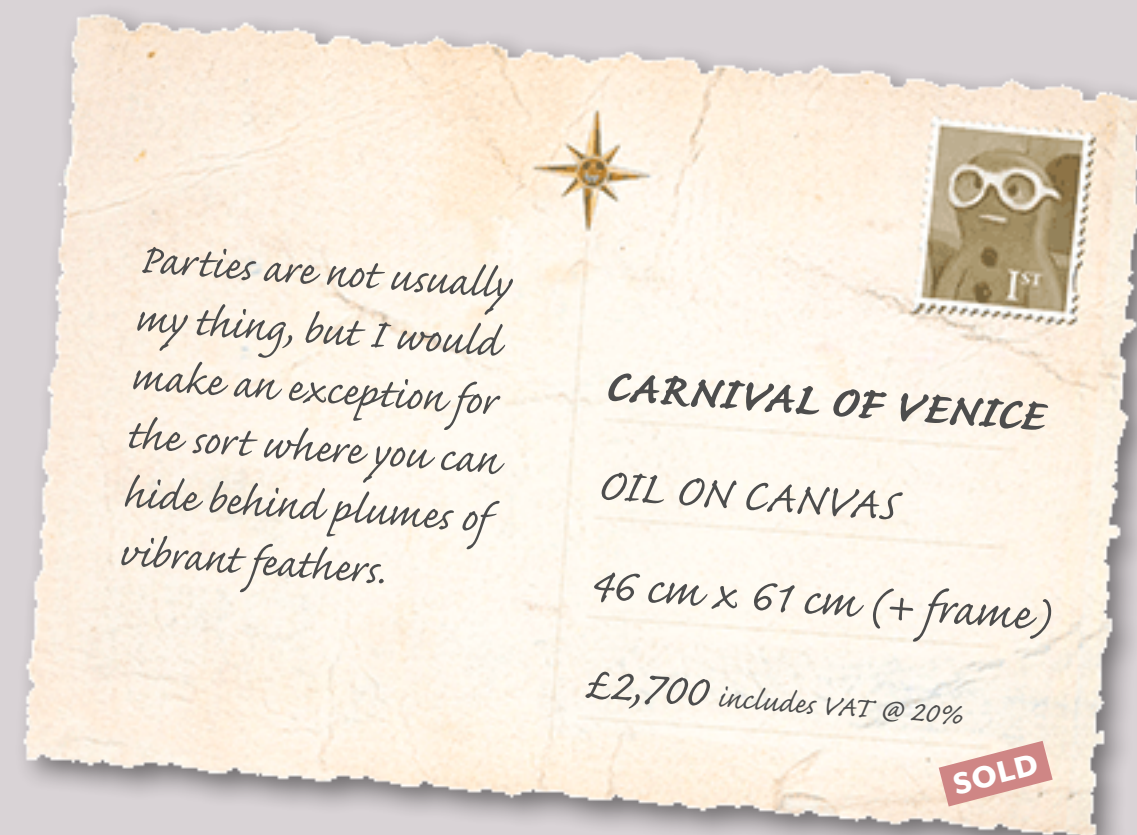 Parties are not usually
my thing, but I would
make an exception for
the sort where you can
hide behind plumes of
vibrant feathers.
1ST
CARNIVAL OF VENICE
OIL ON CANVAS
46 cm x 61 cm (+ frame)
£2,700 includes VAT @ 20%
SOLD